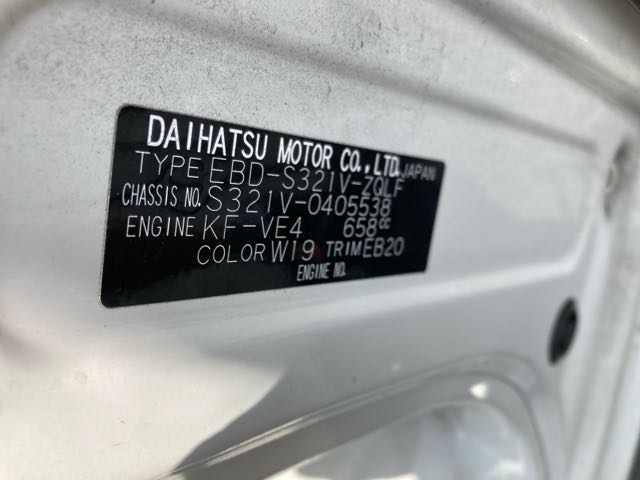 DAIHATSU MOTOR CO., LTD. JAPAN
TYPE EBD-S321V-ZQLF
CHASSIS NO. S321V-0405538
ENGINE KF-VE4 658cc
COLOR W19 TRIM EB20
ENGINE NO.